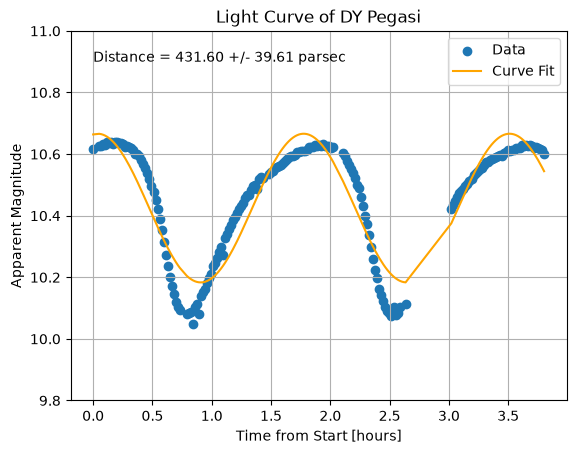 Light Curve of DY Pegasi
Distance = 431.60 +/- 39.61 parsec
Data
Curve Fit
Apparent Magnitude
11.0
10.8
10.6
10.4
10.2
10.0
9.8
0.0 0.5 1.0 1.5 2.0 2.5 3.0 3.5
Time from Start [hours]